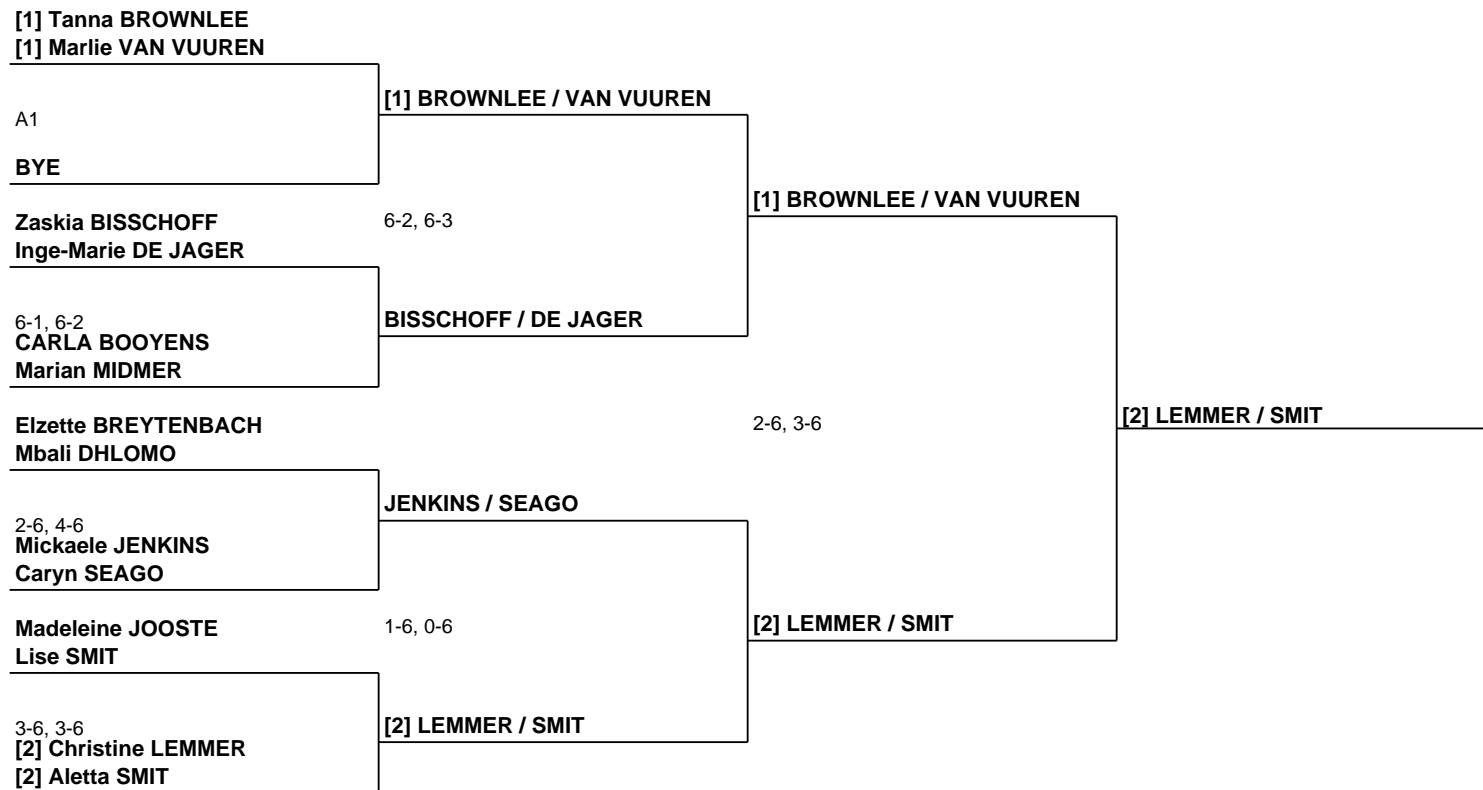 [1] Tanna BROWNLEE
[1] Marlie VAN VUUREN
[1] BROWNLEE / VAN VUUREN
A1
BYE
[1] BROWNLEE / VAN VUUREN
Zaskia BISSCHOFF
6-2, 6-3
Inge-Marie DE JAGER
6-1, 6-2
BISSCHOFF / DE JAGER
CARLA BOOYENS
Marian MIDMER
Elzette BREYTENBACH
2-6, 3-6
[2] LEMMER / SMIT
Mbali DHLOMO
JENKINS / SEAGO
2-6, 4-6
Mickaele JENKINS
Caryn SEAGO
Madeleine JOOSTE
1-6, 0-6
[2] LEMMER / SMIT
Lise SMIT
3-6, 3-6
[2] LEMMER / SMIT
[2] Christine LEMMER
[2] Aletta SMIT